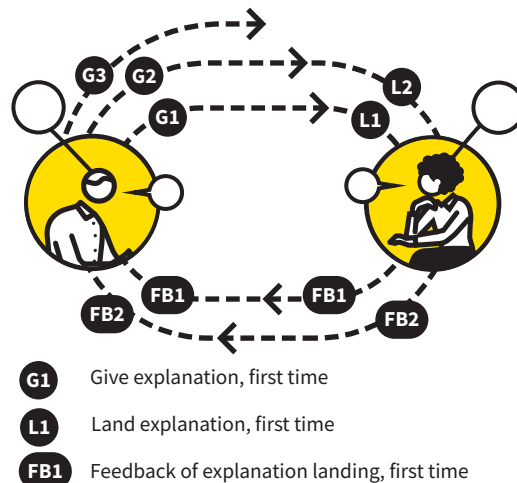 G3
G2
L2
G1
L1
FB1
FB1
FB2
FB2
G1 Give explanation, first time
L1 Land explanation, first time
FB1 Feedback of explanation landing, first time